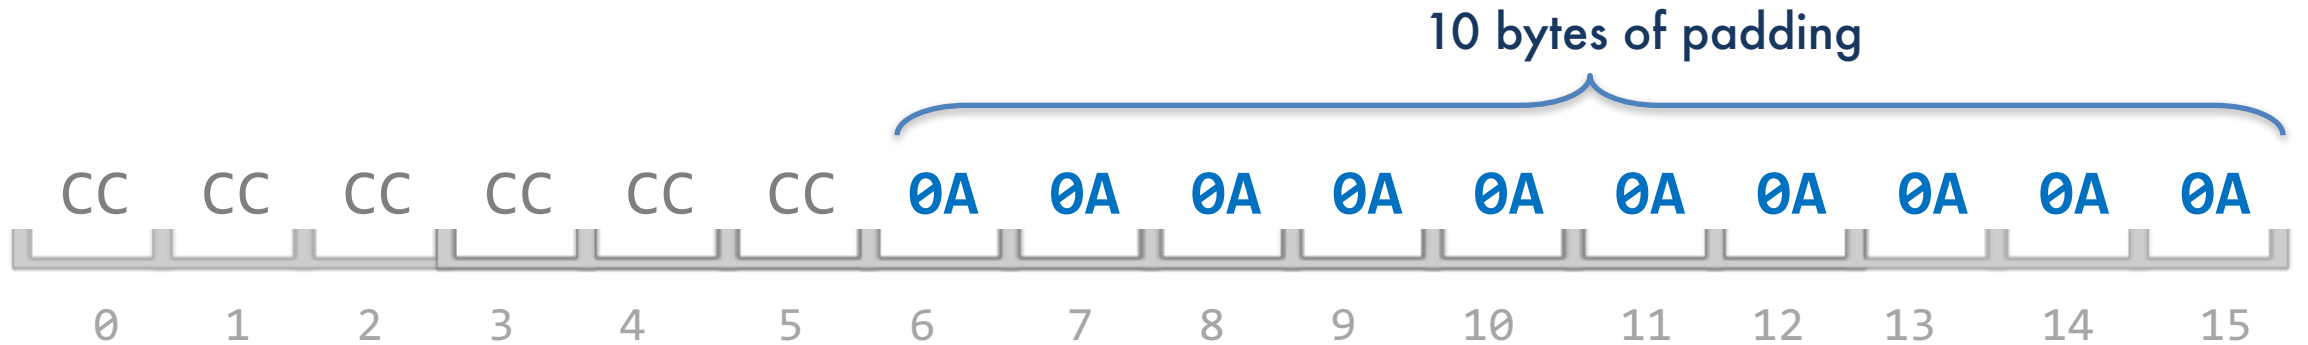 10 bytes of padding
CC CC CC CC CC CC 0A 0A 0A 0A 0A 0A 0A 0A 0A 0A
0 1 2 3 4 5 6 7 8 9 10 11 12 13 14 15